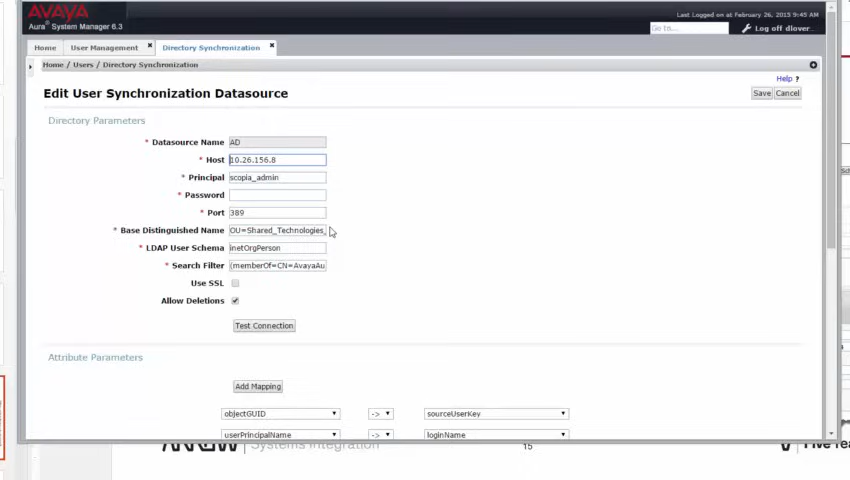 AVAYA
Aura® System Manager 6.3
Last Logged on at February 26, 2015 9:45 AM
Go to...
Log off dlover
Home
User Management
Directory Synchronization
Home / Users / Directory Synchronization
Help ?
Edit User Synchronization Datasource
Save Cancel
Directory Parameters
* Datasource Name AD
* Host 10.26.156.8
* Principal scopia_admin
* Password
* Port 389
* Base Distinguished Name OU=Shared_Technologies_
* LDAP User Schema inetOrgPerson
* Search Filter (memberOf=CN=AvayaAu
Use SSL
Allow Deletions
Test Connection
Attribute Parameters
Add Mapping
objectGUID -> sourceUserKey
userPrincipalName -> loginName
Systems Integration
15